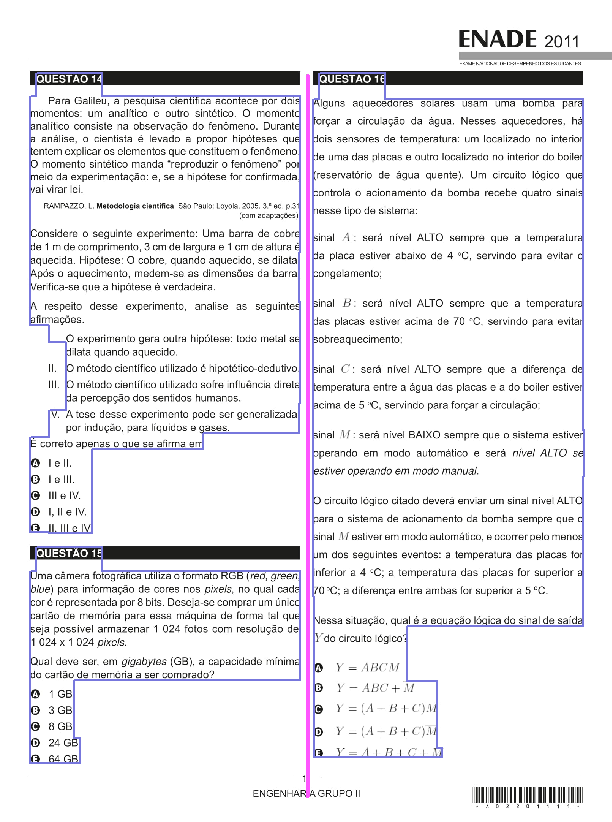 ENADE 2011
EXAME NACIONAL DE DESEMPENHO DOS ESTUDANTES
QUESTÃO 14
Para Galileu, a pesquisa científica acontece por dois
momentos: um analítico e outro sintético. O momento
analítico consiste na observação do fenômeno. Durante
a análise, o cientista é levado a propor hipóteses que
tentem explicar os elementos que constituem o fenômeno.
O momento sintético manda “reproduzir o fenômeno” por
meio da experimentação: e, se a hipótese for confirmada,
vai virar lei.
RAMPAZZO, L. Metodologia científica. São Paulo: Loyola, 2005, 3.ª ed. p.31
(com adaptações).
Considere o seguinte experimento: Uma barra de cobre
de 1 m de comprimento, 3 cm de largura e 1 cm de altura é
aquecida. Hipótese: O cobre, quando aquecido, se dilata.
Após o aquecimento, medem-se as dimensões da barra.
Verifica-se que a hipótese é verdadeira.
A respeito desse experimento, analise as seguintes
afirmações.
O experimento gera outra hipótese: todo metal se
dilata quando aquecido.
II. O método científico utilizado é hipotético-dedutivo.
III. O método científico utilizado sofre influência direta
da percepção dos sentidos humanos.
V. A tese desse experimento pode ser generalizada,
por indução, para líquidos e gases.
É correto apenas o que se afirma em
A I e II.
B I e III.
C III e IV.
D I, II e IV.
E II, III e IV
QUESTÃO 15
Uma câmera fotográfica utiliza o formato RGB (red, green,
blue) para informação de cores nos pixels, no qual cada
cor é representada por 8 bits. Deseja-se comprar um único
cartão de memória para essa máquina de forma tal que
seja possível armazenar 1 024 fotos com resolução de
1 024 x 1 024 pixels.
Qual deve ser, em gigabytes (GB), a capacidade mínima
do cartão de memória a ser comprado?
A 1 GB
B 3 GB
C 8 GB
D 24 GB
E 64 GB
QUESTÃO 16
Alguns aquecedores solares usam uma bomba para
forçar a circulação da água. Nesses aquecedores, há
dois sensores de temperatura: um localizado no interior
de uma das placas e outro localizado no interior do boiler
(reservatório de água quente). Um circuito lógico que
controla o acionamento da bomba recebe quatro sinais
nesse tipo de sistema:
sinal A: será nível ALTO sempre que a temperatura
da placa estiver abaixo de 4 °C, servindo para evitar o
congelamento;
sinal B: será nível ALTO sempre que a temperatura
das placas estiver acima de 70 °C, servindo para evitar
sobreaquecimento;
sinal C: será nível ALTO sempre que a diferença de
temperatura entre a água das placas e a do boiler estiver
acima de 5 °C, servindo para forçar a circulação;
sinal M: será nível BAIXO sempre que o sistema estiver
operando em modo automático e será nível ALTO se
estiver operando em modo manual.
O circuito lógico citado deverá enviar um sinal nível ALTO
para o sistema de acionamento da bomba sempre que o
sinal M estiver em modo automático, e ocorrer pelo menos
um dos seguintes eventos: a temperatura das placas for
inferior a 4 °C; a temperatura das placas for superior a
70 °C; a diferença entre ambas for superior a 5 °C.
Nessa situação, qual é a equação lógica do sinal de saída
Y do circuito lógico?
A Y = ABCM
B Y = ABC + M̅
C Y = (A + B + C)M
D Y = (A + B + C)M̅
E Y = A + B + C + M̅
1
ENGENHARIA GRUPO II